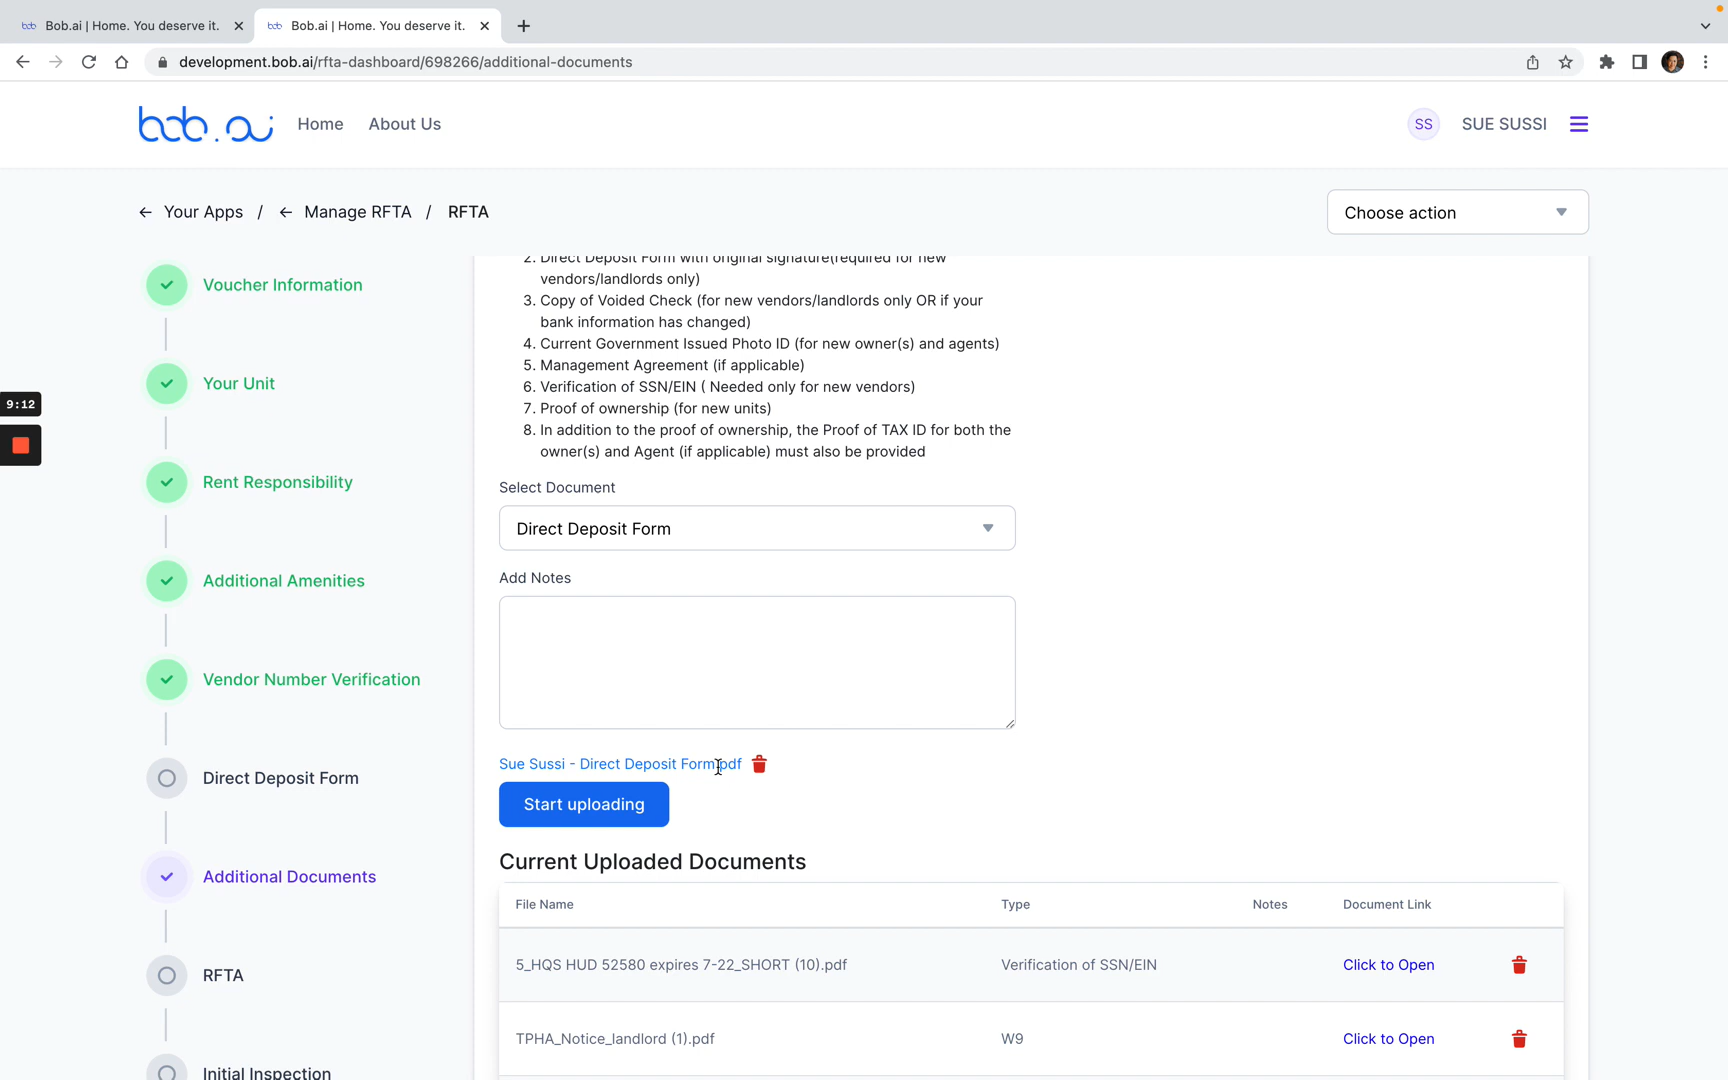 Bob.ai | Home. You deserve it.
Bob.ai | Home. You deserve it.
development.bob.ai/rfta-dashboard/698266/additional-documents
bob.ai
Home
About Us
SS
SUE SUSSI
← Your Apps / ← Manage RFTA / RFTA
Choose action
Voucher Information
Your Unit
Rent Responsibility
Additional Amenities
Vendor Number Verification
Direct Deposit Form
Additional Documents
RFTA
Initial Inspection
9:12
2. Direct Deposit Form with original signature(required for new
vendors/landlords only)
3. Copy of Voided Check (for new vendors/landlords only OR if your
bank information has changed)
4. Current Government Issued Photo ID (for new owner(s) and agents)
5. Management Agreement (if applicable)
6. Verification of SSN/EIN ( Needed only for new vendors)
7. Proof of ownership (for new units)
8. In addition to the proof of ownership, the Proof of TAX ID for both the
owner(s) and Agent (if applicable) must also be provided
Select Document
Direct Deposit Form
Add Notes
Sue Sussi - Direct Deposit Form.pdf
Start uploading
Current Uploaded Documents
File Name Type Notes Document Link
5_HQS HUD 52580 expires 7-22_SHORT (10).pdf Verification of SSN/EIN Click to Open
TPHA_Notice_landlord (1).pdf W9 Click to Open